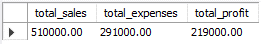 total_sales total_expenses total_profit
510000.00 291000.00 219000.00